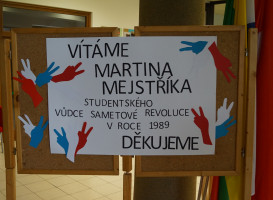 VÍTÁME
MARTINA
MEJSTŘÍKA
STUDENTSKÉHO
VŮDCE SAMETOVÉ REVOLUCE
V ROCE 1989
DĚKUJEME